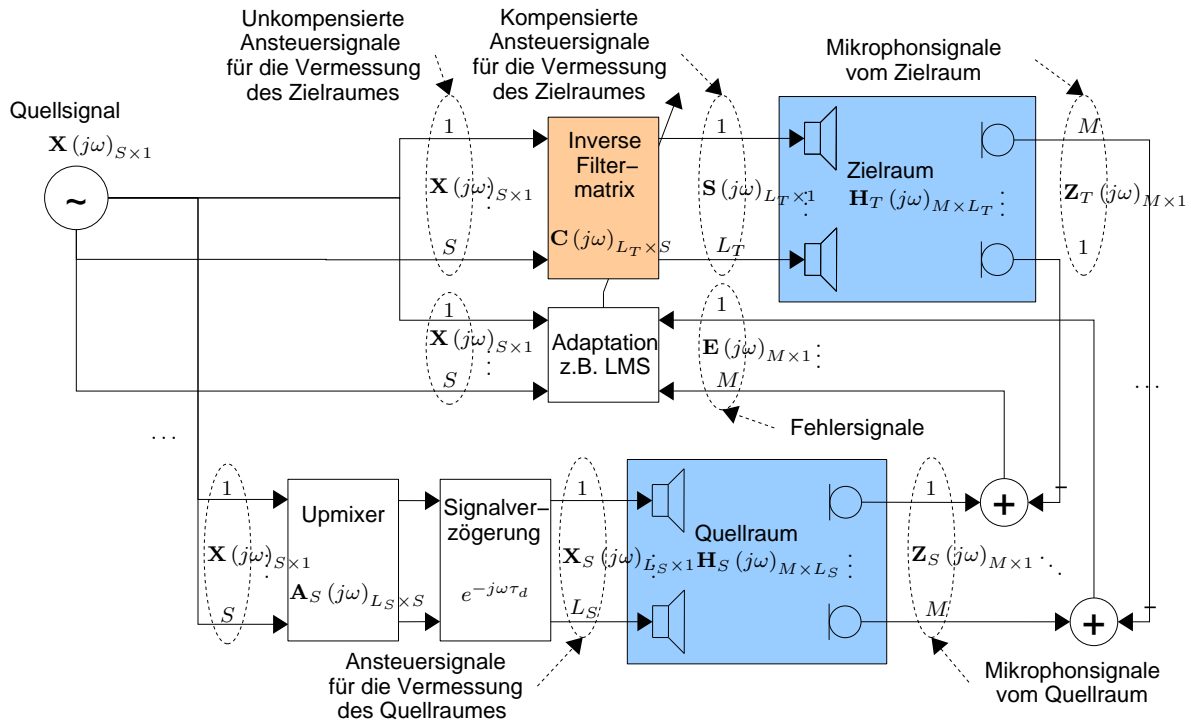 Unkompensierte
Ansteuersignale
für die Vermessung
des Zielraumes
Kompensierte
Ansteuersignale
für die Vermessung
des Zielraumes
Mikrophonsignale
vom Zielraum
Quellsignal
X (jω)S×1
~
1
X (jω)S×1
⋮
S
Inverse
Filter–
matrix
C (jω)LT×S
1
S (jω)LT×1
⋮
LT
Zielraum
HT (jω)M×LT
⋮
M
ZT (jω)M×1
1
1
X (jω)S×1
⋮
S
Adaptation
z.B. LMS
1
E (jω)M×1
⋮
M
Fehlersignale
...
...
1
X (jω)S×1
⋮
S
Upmixer
AS (jω)LS×S
Signalver–
zögerung
e−jωτd
1
XS (jω)LS×1
⋮
LS
Quellraum
HS (jω)M×LS
⋮
1
ZS (jω)M×1
⋱
M
+
–
+
–
Ansteuersignale
für die Vermessung
des Quellraumes
Mikrophonsignale
vom Quellraum